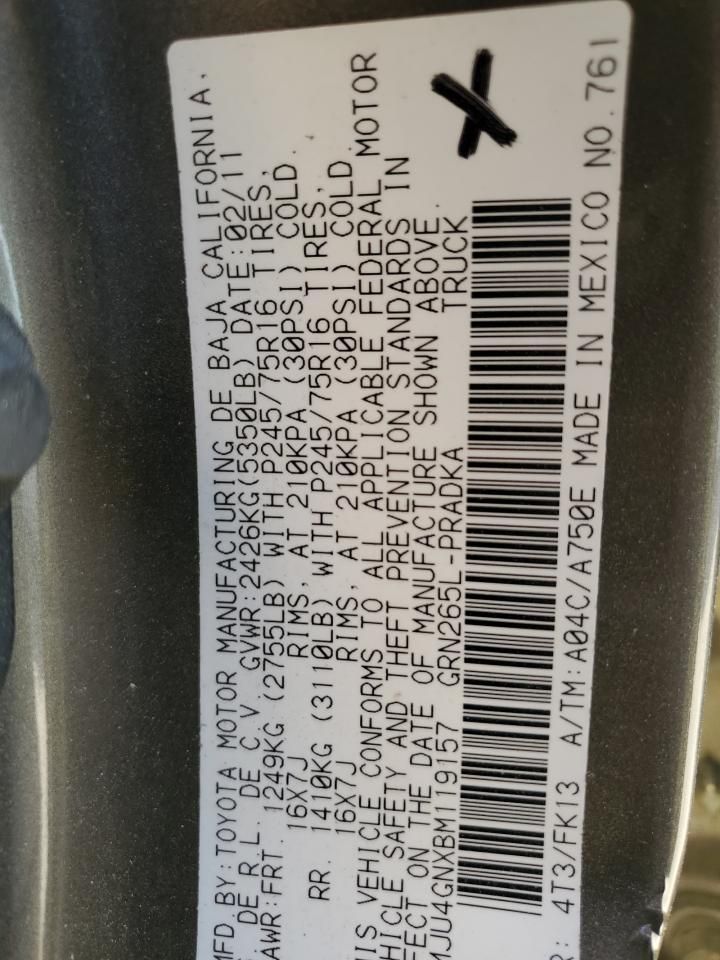 MFD.BY:TOYOTA MOTOR MANUFACTURING DE BAJA CALIFORNIA.
DE R.L. DE C V GVWR:2426KG(5350LB) DATE:02/11
AWR:FRT. 1249KG (2755LB) WITH P245/75R16 TIRES,
16X7J RIMS, AT 210KPA (30PSI) COLD.
RR. 1410KG (3110LB) WITH P245/75R16 TIRES,
16X7J RIMS, AT 210KPA (30PSI) COLD
IS VEHICLE CONFORMS TO ALL APPLICABLE FEDERAL MOTOR
HICLE SAFETY AND THEFT PREVENTION STANDARDS IN
FECT ON THE DATE OF MANUFACTURE SHOWN ABOVE.
MJU4GNXBM119157 GRN265L-PRADKA TRUCK
R: 4T3/FK13 A/TM:A04C/A750E MADE IN MEXICO NO.761